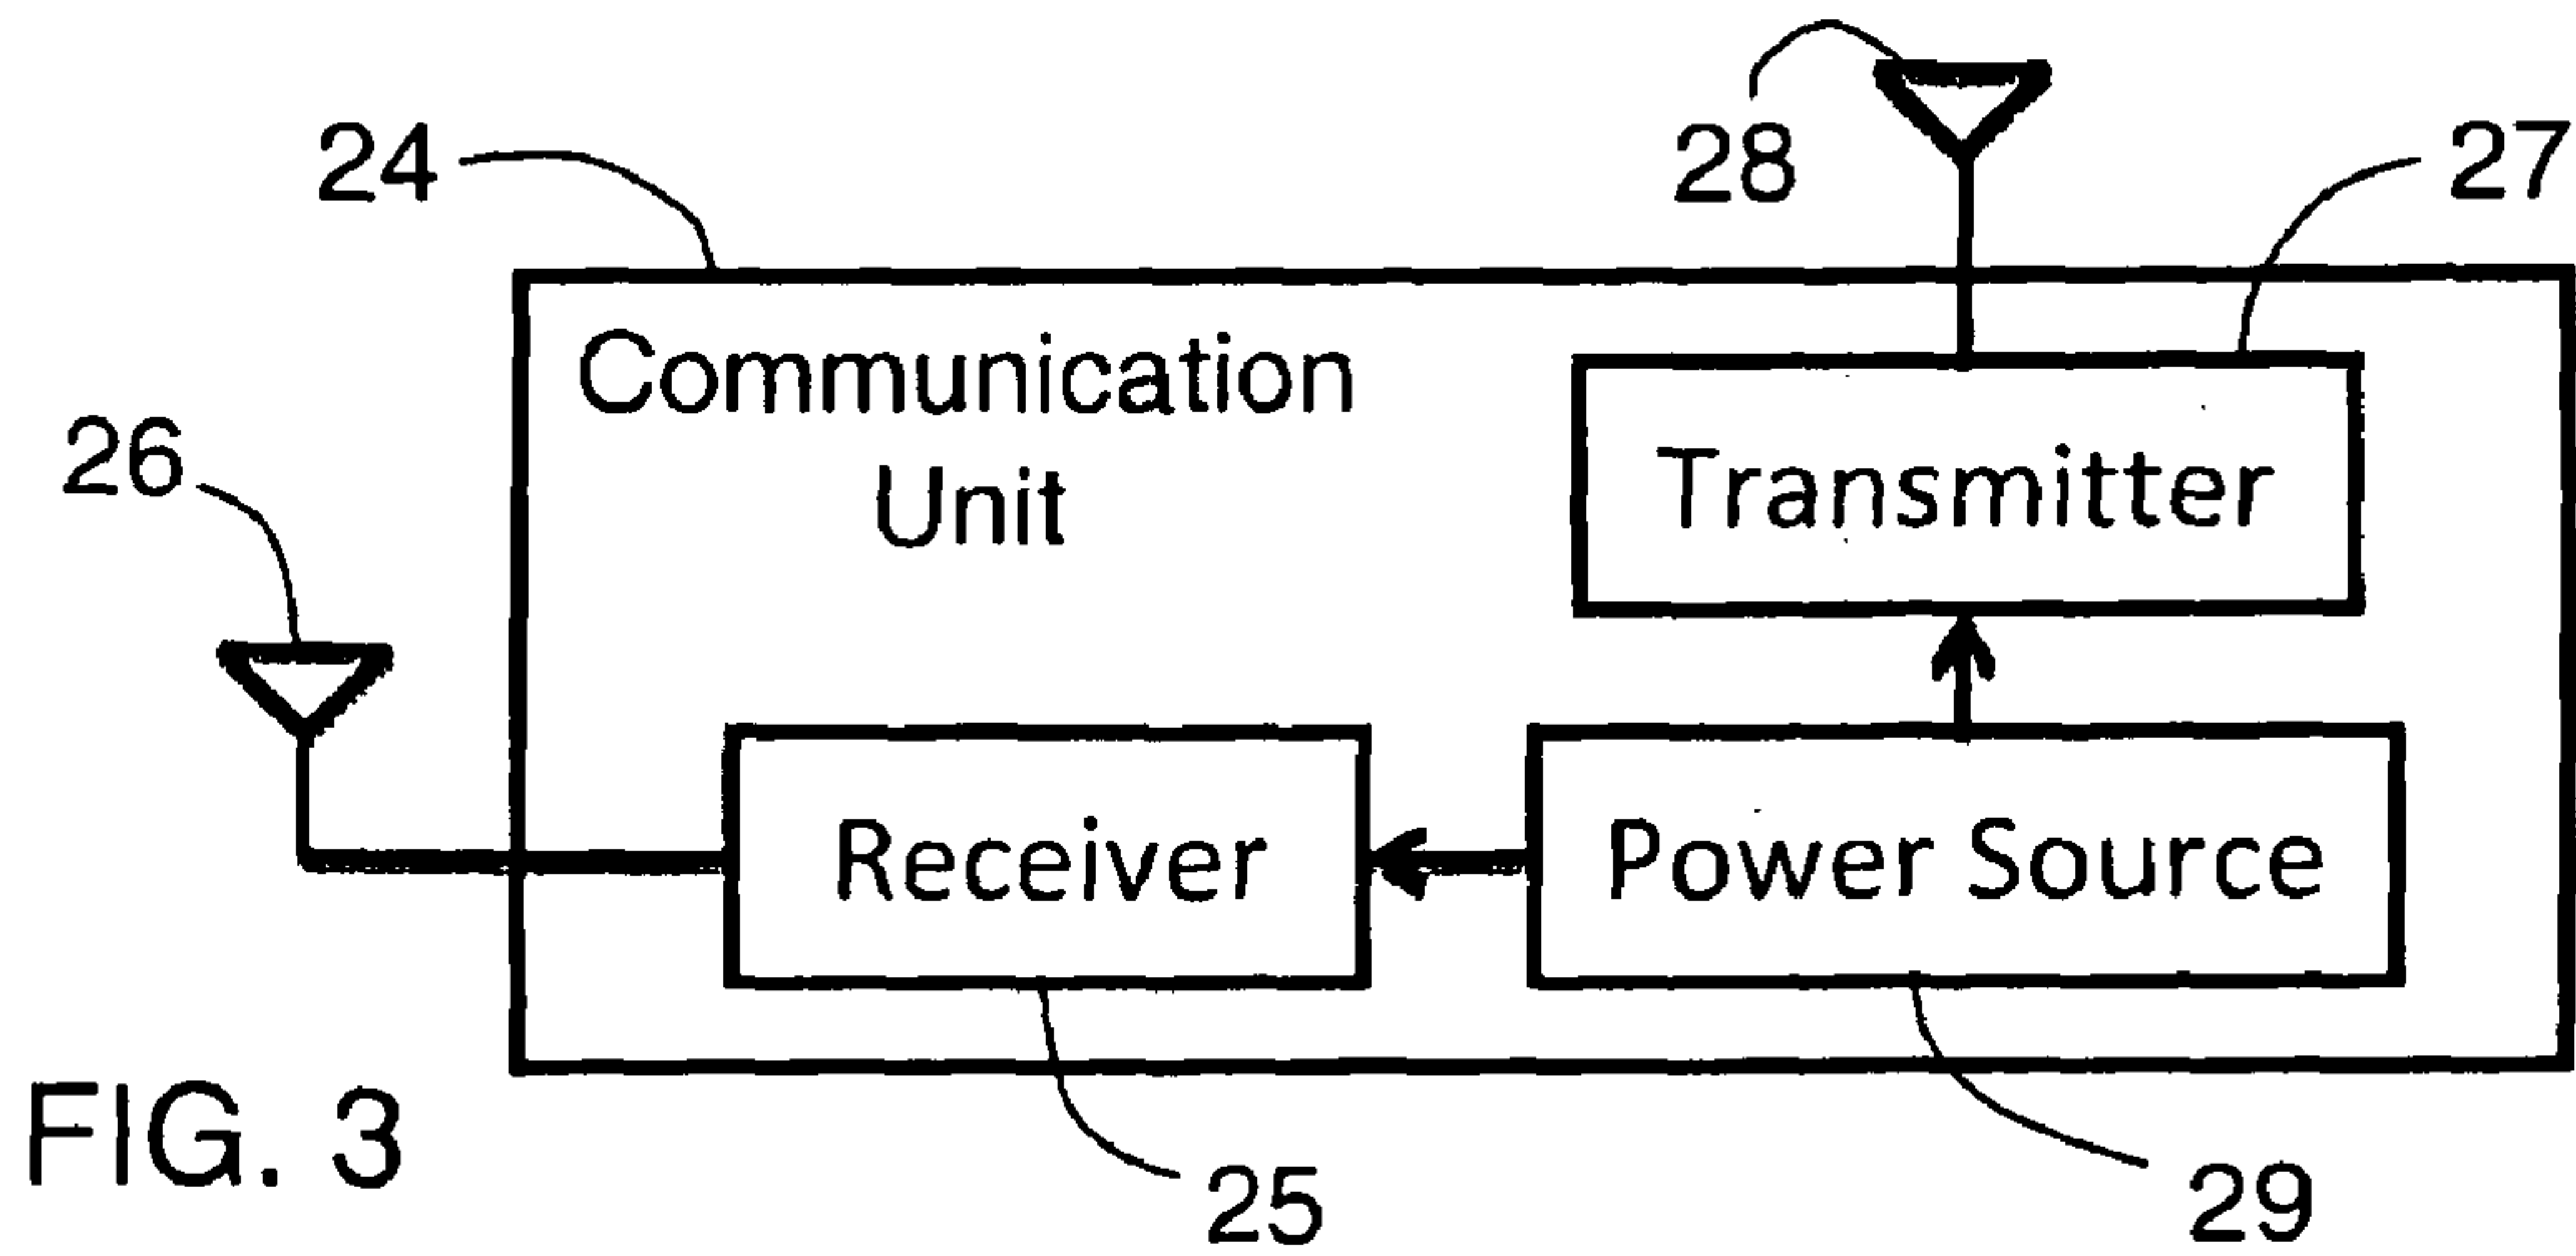 28
24
27
Communication
Unit
26
Transmitter
Receiver
Power Source
FIG. 3
25
29